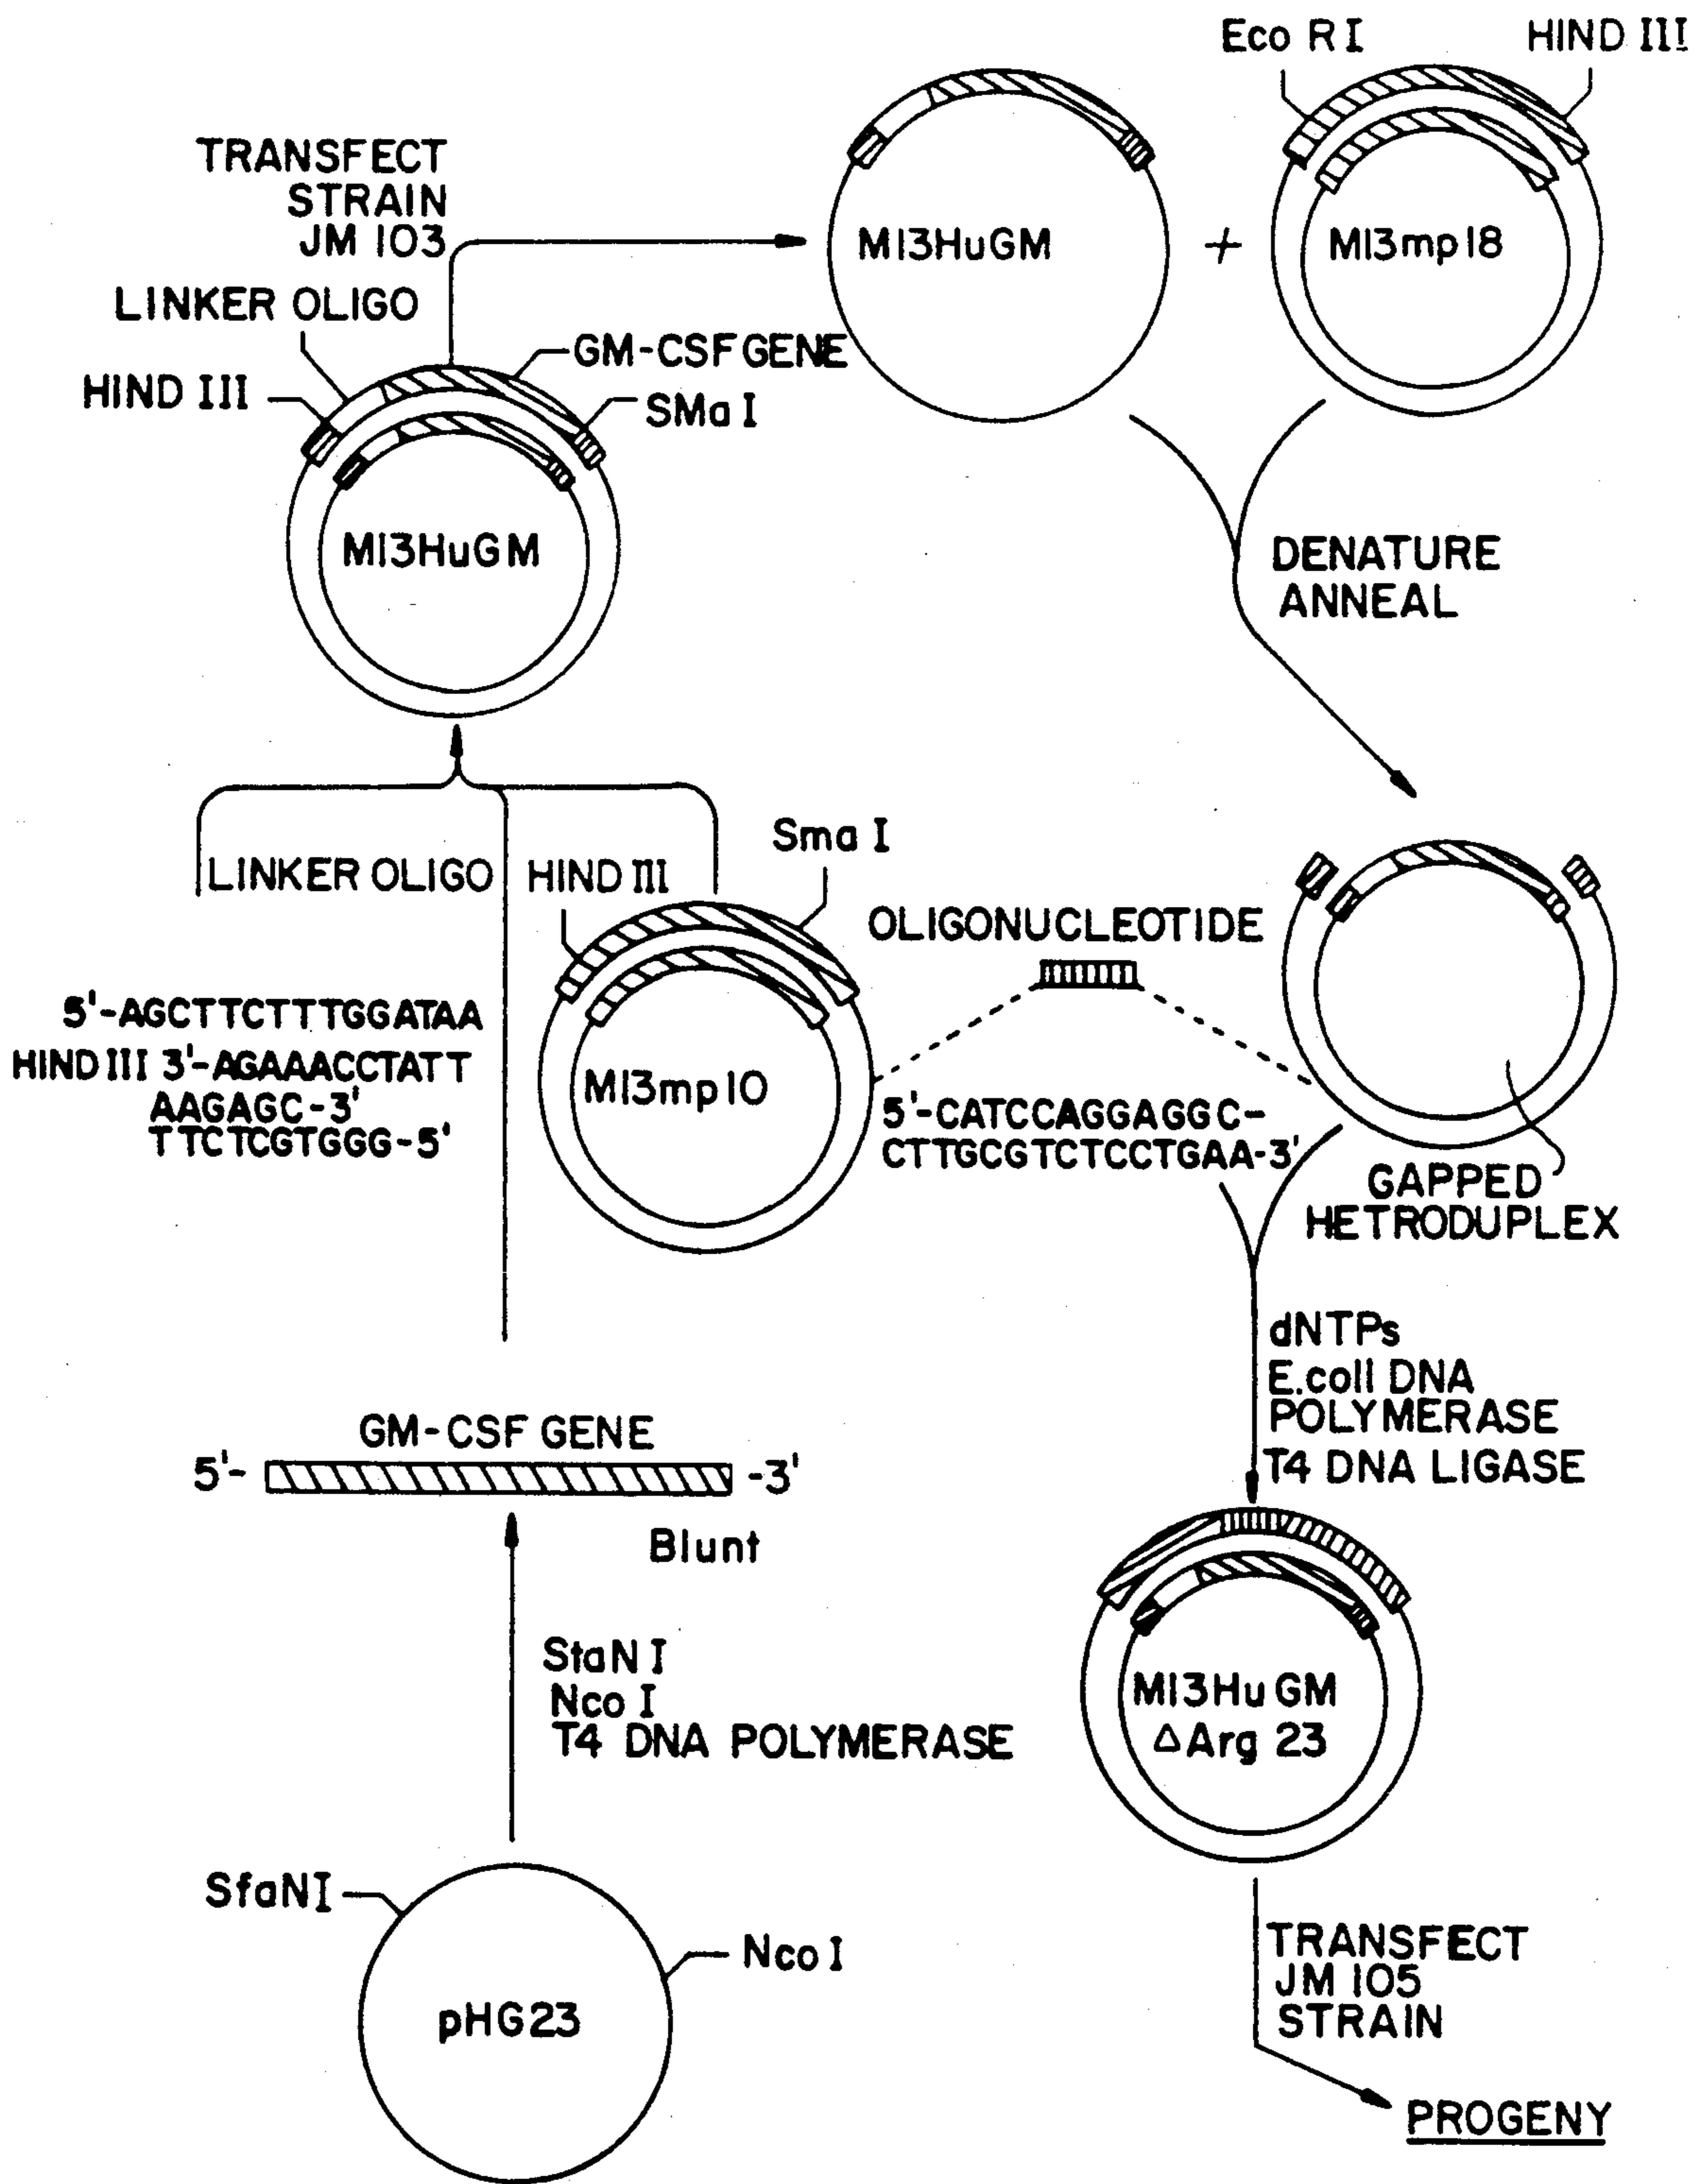 Eco RI
HIND III
TRANSFECT
STRAIN
JM 103
M13HuGM
+
M13mp18
LINKER OLIGO
GM-CSF GENE
HIND III
SMa I
M13HuGM
DENATURE
ANNEAL
Sma I
LINKER OLIGO
HIND III
OLIGONUCLEOTIDE
5'-AGCTTCTTTGGATAA
HIND III 3'-AGAAACCTATT
AAGAGC-3'
TTCTCGTGGG-5'
M13mp10
5'-CATCCAGGAGGC-
CTTGCGTCTCCTGAA-3'
GAPPED
HETRODUPLEX
dNTPs
E.coli DNA
POLYMERASE
T4 DNA LIGASE
GM-CSF GENE
5'- -3'
Blunt
StaN I
Nco I
T4 DNA POLYMERASE
M13HuGM
Δ Arg 23
SfaNI
Nco I
pHG23
TRANSFECT
JM 105
STRAIN
PROGENY